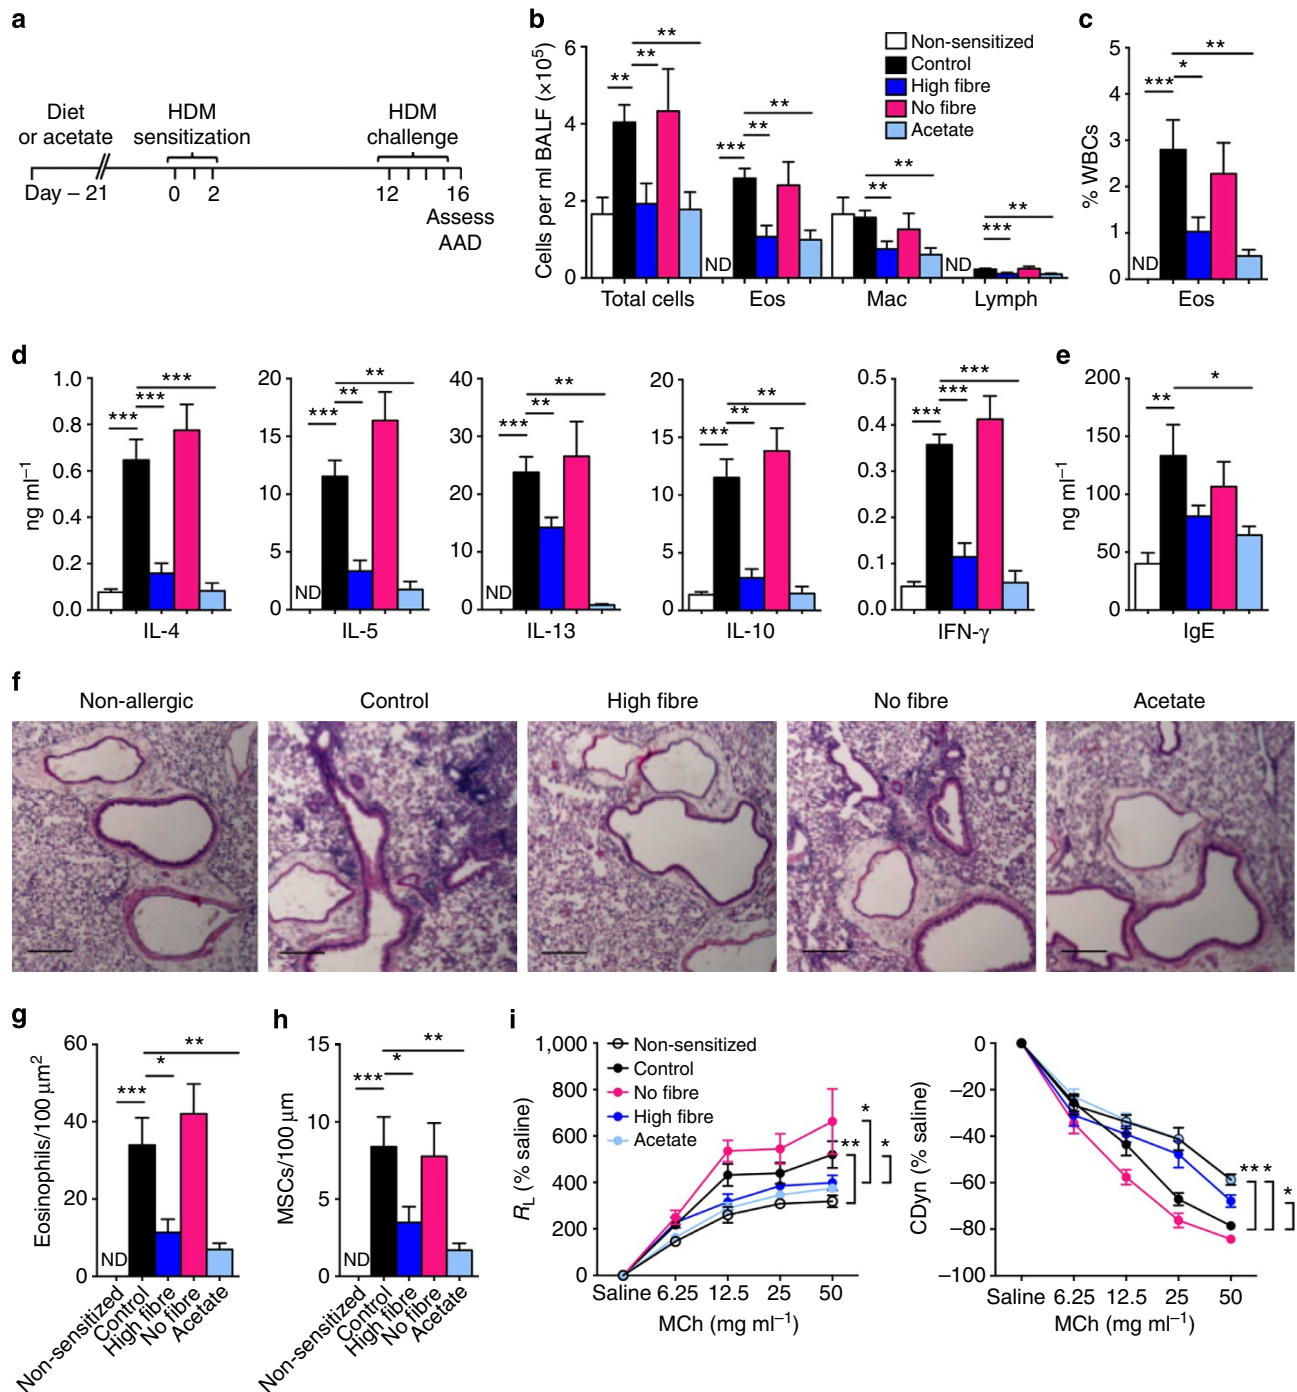 a
Diet
or acetate
HDM
sensitization
HDM
challenge
Day – 21
0
2
12
16
Assess
AAD
b
Cells per ml BALF (×10⁵)
6
4
2
0
**
**
**
***
**
**
**
**
***
**
ND
ND
Total cells
Eos
Mac
Lymph
Non-sensitized
Control
High fibre
No fibre
Acetate
c
% WBCs
5
4
3
2
1
0
***
*
**
ND
Eos
d
ng ml⁻¹
1.0
0.8
0.6
0.4
0.2
0.0
***
***
***
IL-4
20
15
10
5
0
***
**
**
ND
IL-5
40
30
20
10
0
***
**
**
ND
IL-13
20
15
10
5
0
***
**
**
IL-10
0.5
0.4
0.3
0.2
0.1
0.0
***
***
***
IFN-γ
e
ng ml⁻¹
200
150
100
50
0
**
*
IgE
f
Non-allergic
Control
High fibre
No fibre
Acetate
g
Eosinophils/100 μm²
60
40
20
0
***
*
**
ND
Non-sensitized
Control
High fibre
No fibre
Acetate
h
MSCs/100 μm
15
10
5
0
***
*
**
ND
Non-sensitized
Control
High fibre
No fibre
Acetate
i
R_L (% saline)
1,000
800
600
400
200
0
Non-sensitized
Control
No fibre
High fibre
Acetate
*
**
*
Saline 6.25 12.5 25 50
MCh (mg ml⁻¹)
CDyn (% saline)
0
–20
–40
–60
–80
–100
***
*
*
Saline 6.25 12.5 25 50
MCh (mg ml⁻¹)